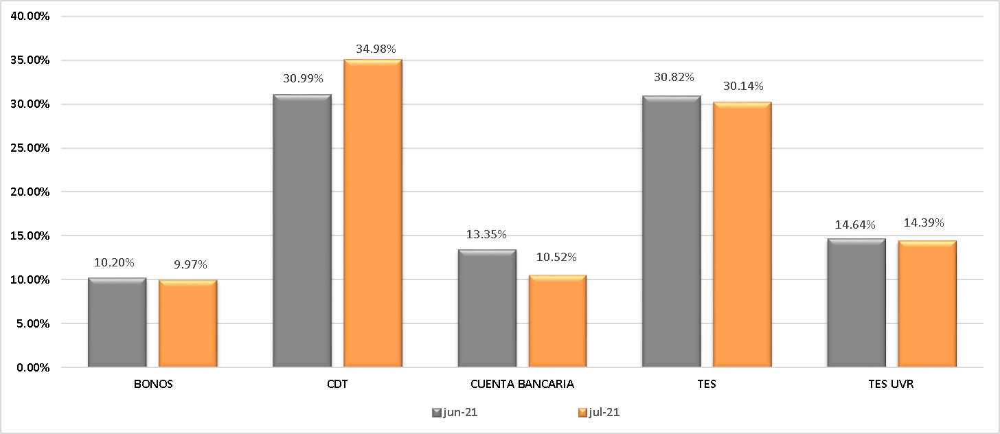 40.00%
35.00%
30.00%
25.00%
20.00%
15.00%
10.00%
5.00%
0.00%
10.20%
9.97%
30.99%
34.98%
13.35%
10.52%
30.82%
30.14%
14.64%
14.39%
BONOS
CDT
CUENTA BANCARIA
TES
TES UVR
jun-21
jul-21